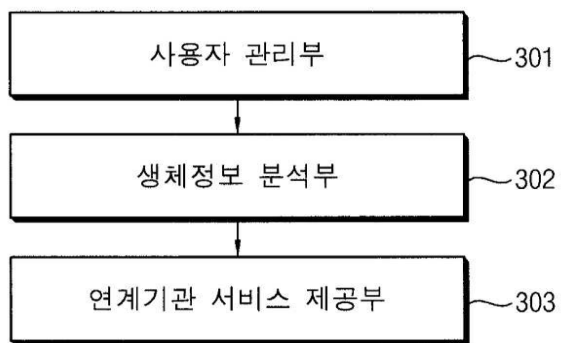 사용자 관리부 301
생체정보 분석부 302
연계기관 서비스 제공부 303